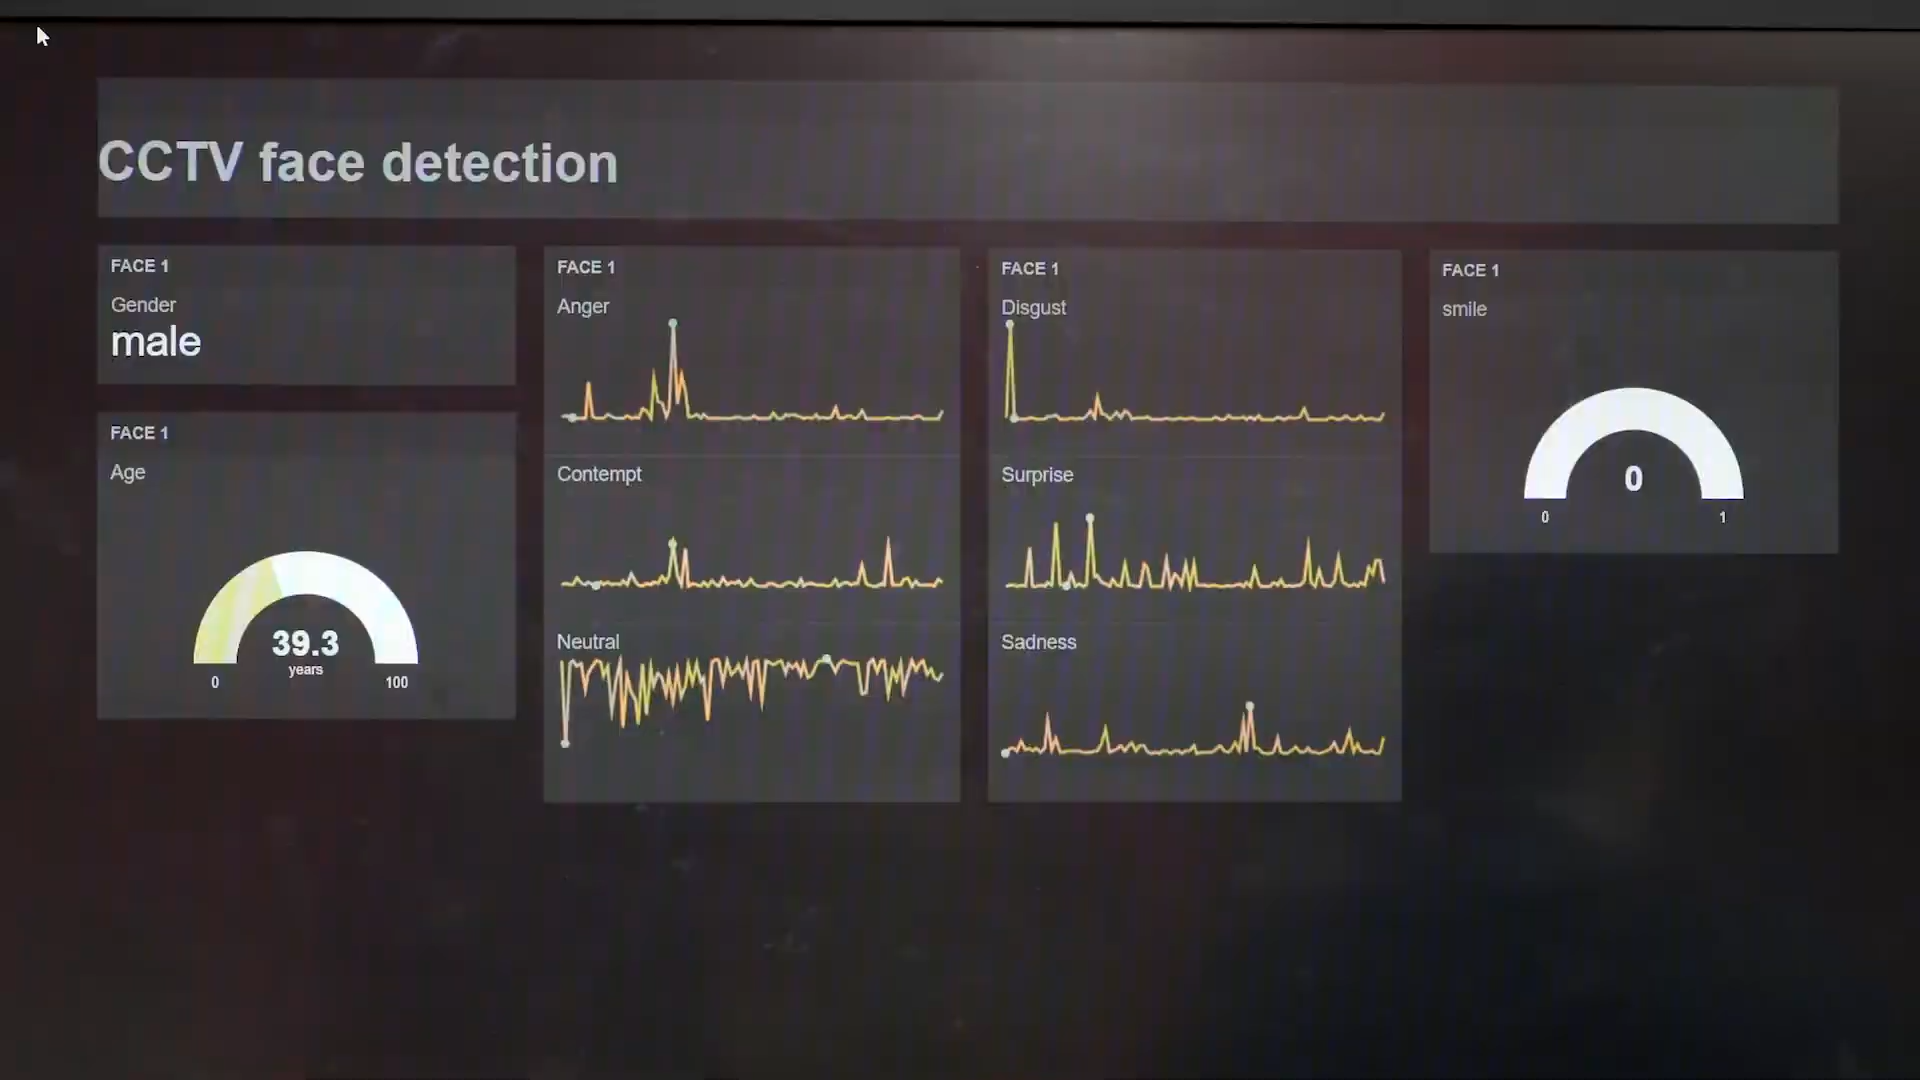 CCTV face detection
FACE 1
Gender
male
FACE 1
Age
39.3
years
0
100
FACE 1
Anger
Contempt
Neutral
FACE 1
Disgust
Surprise
Sadness
FACE 1
smile
0
0
1